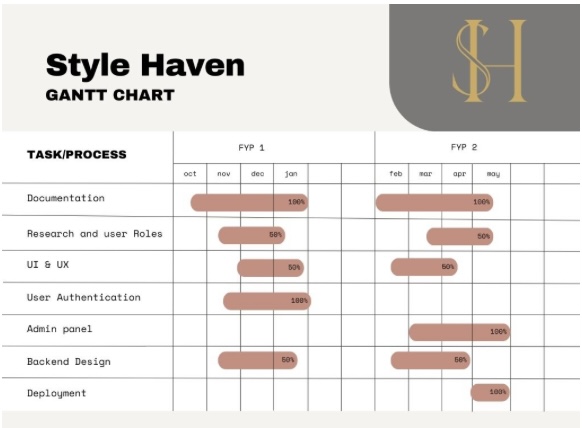 Style Haven
GANTT CHART
SH
TASK/PROCESS
FYP 1
FYP 2
oct nov dec jan feb mar apr may
Documentation 100% 100%
Research and user Roles 50% 50%
UI & UX 50% 50%
User Authentication 100%
Admin panel 100%
Backend Design 50% 50%
Deployment 100%